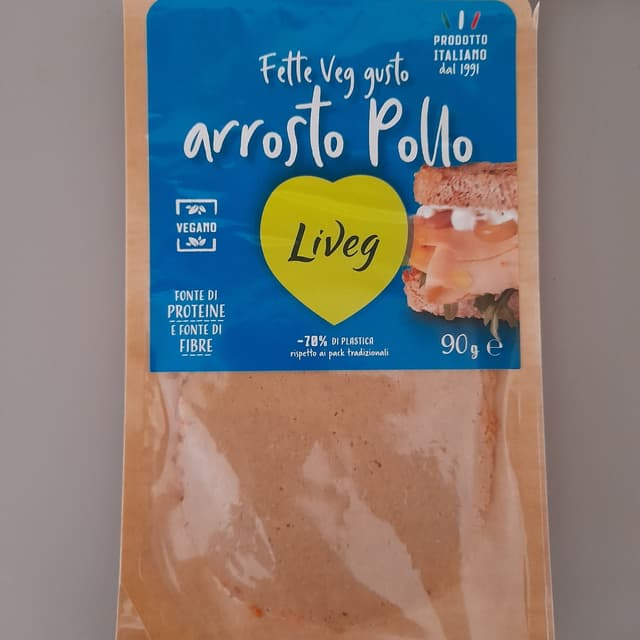 PRODOTTO
ITALIANO
dal 1991
Fette Veg gusto
arrosto Pollo
VEGANO
Liveg
FONTE DI
PROTEINE
E FONTE DI
FIBRE
-70% DI PLASTICA
rispetto ai pack tradizionali
90g e